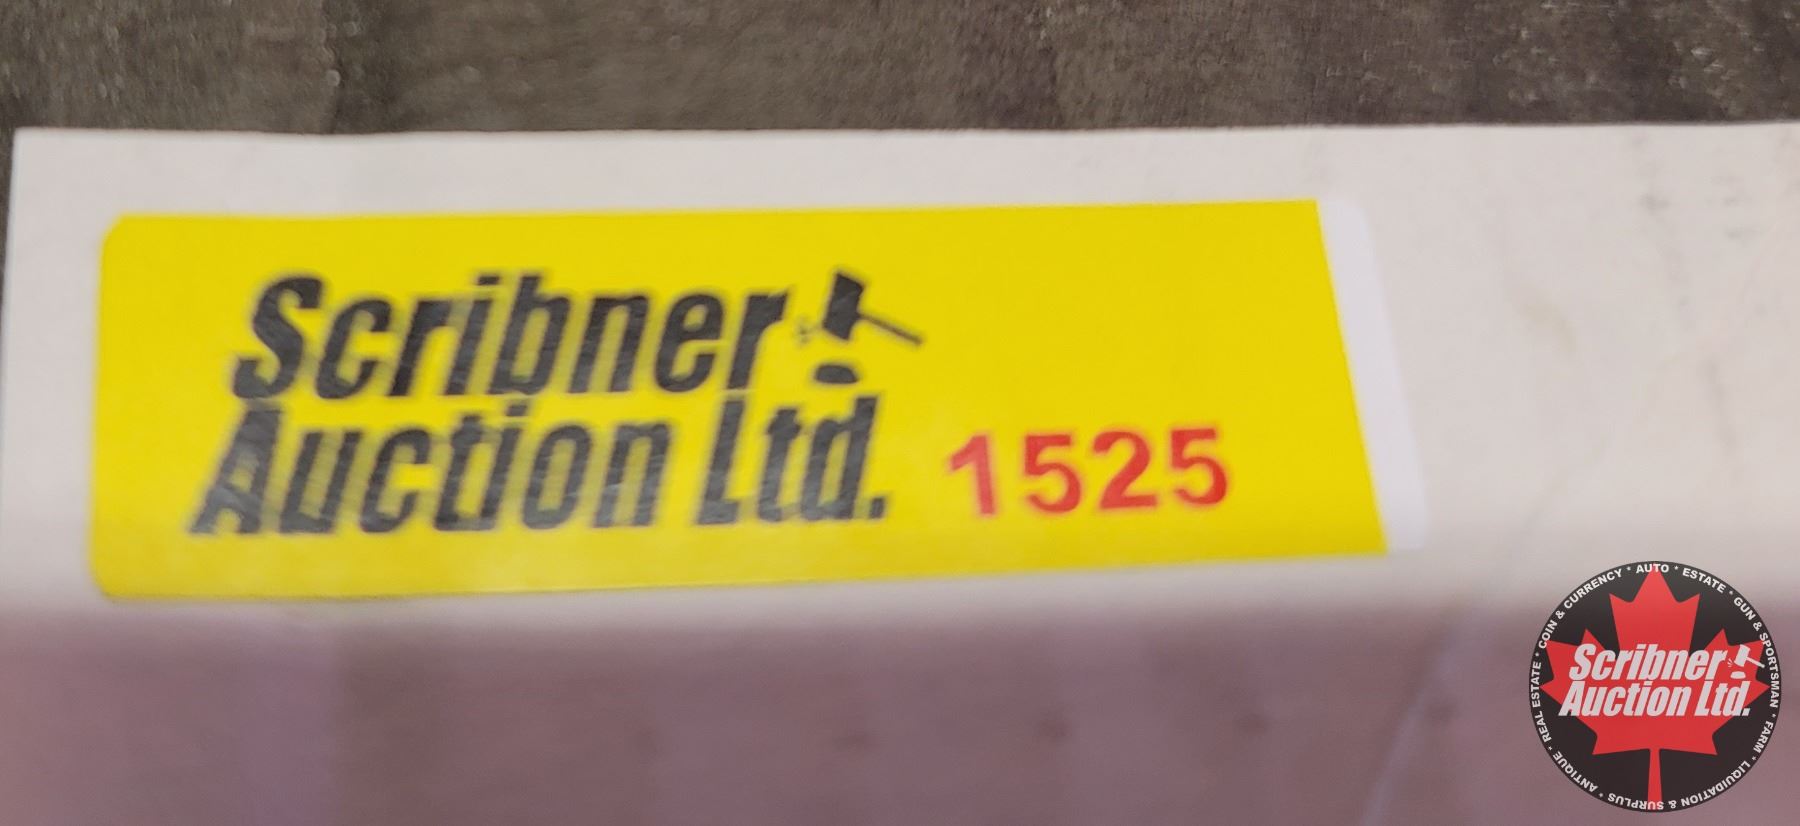 Scribner
Auction Ltd. 1525
COIN & CURRENCY * AUTO * ESTATE * GUN & SPORTSMAN * FARM * LIQUIDATION & SURPLUS * ANTIQUE * REAL ESTATE *
Scribner
Auction Ltd.